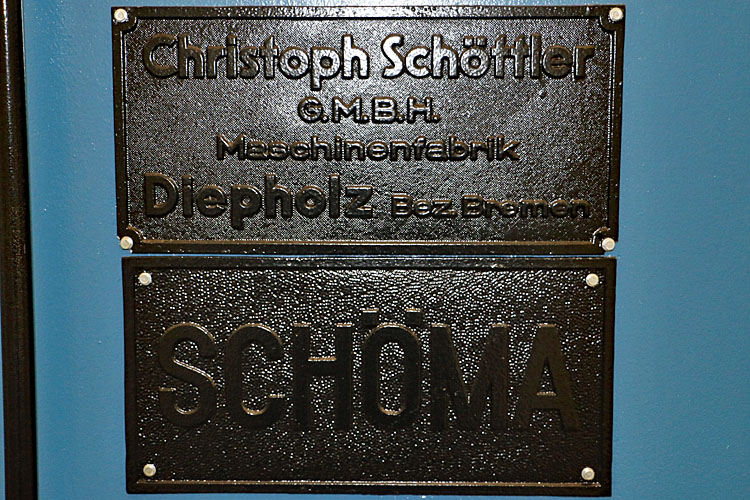 Christoph Schöttler
G.M.B.H.
Maschinenfabrik
Diepholz Bez. Bremen
SCHÖMA